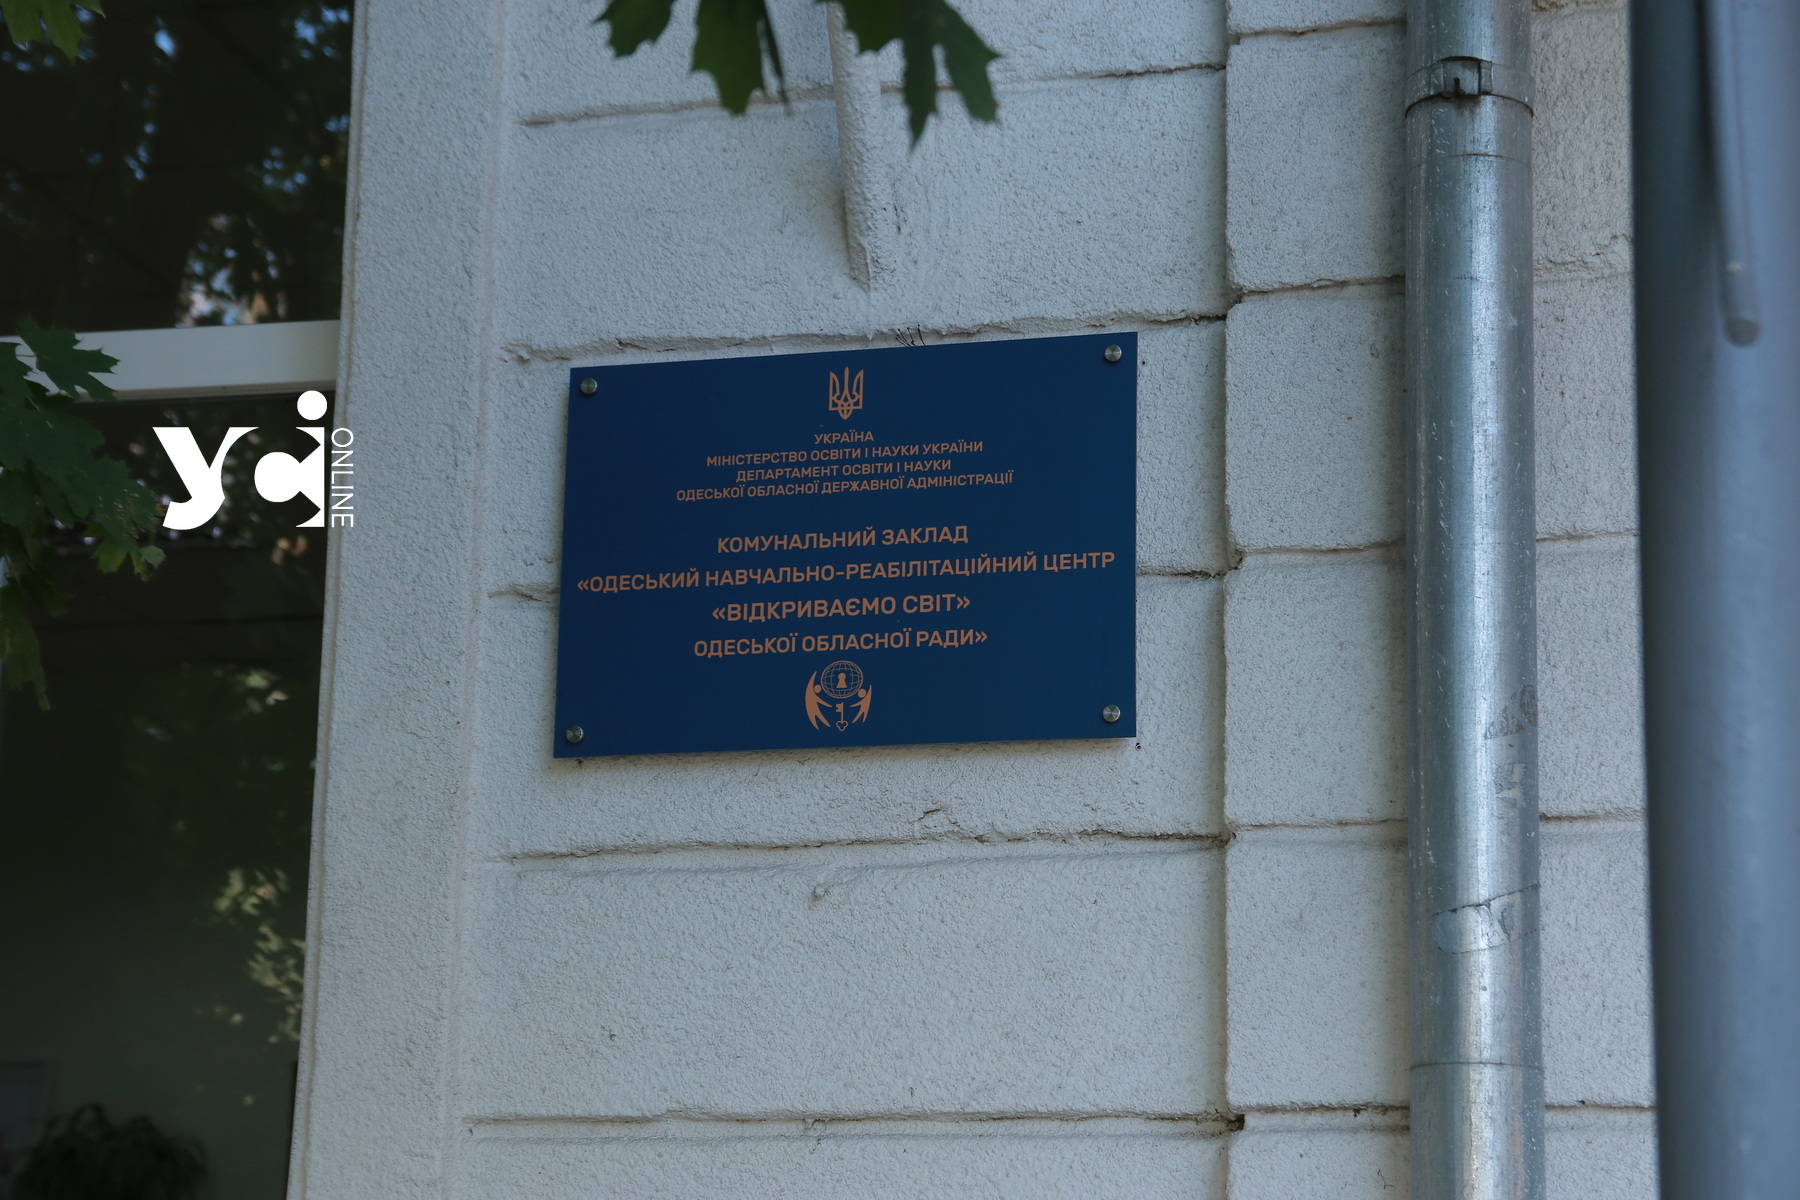 УКРАЇНА
МІНІСТЕРСТВО ОСВІТИ І НАУКИ УКРАЇНИ
ДЕПАРТАМЕНТ ОСВІТИ І НАУКИ
ОДЕСЬКОЇ ОБЛАСНОЇ ДЕРЖАВНОЇ АДМІНІСТРАЦІЇ
КОМУНАЛЬНИЙ ЗАКЛАД
«ОДЕСЬКИЙ НАВЧАЛЬНО-РЕАБІЛІТАЦІЙНИЙ ЦЕНТР
«ВІДКРИВАЄМО СВІТ»
ОДЕСЬКОЇ ОБЛАСНОЇ РАДИ»
усі
ONLINE